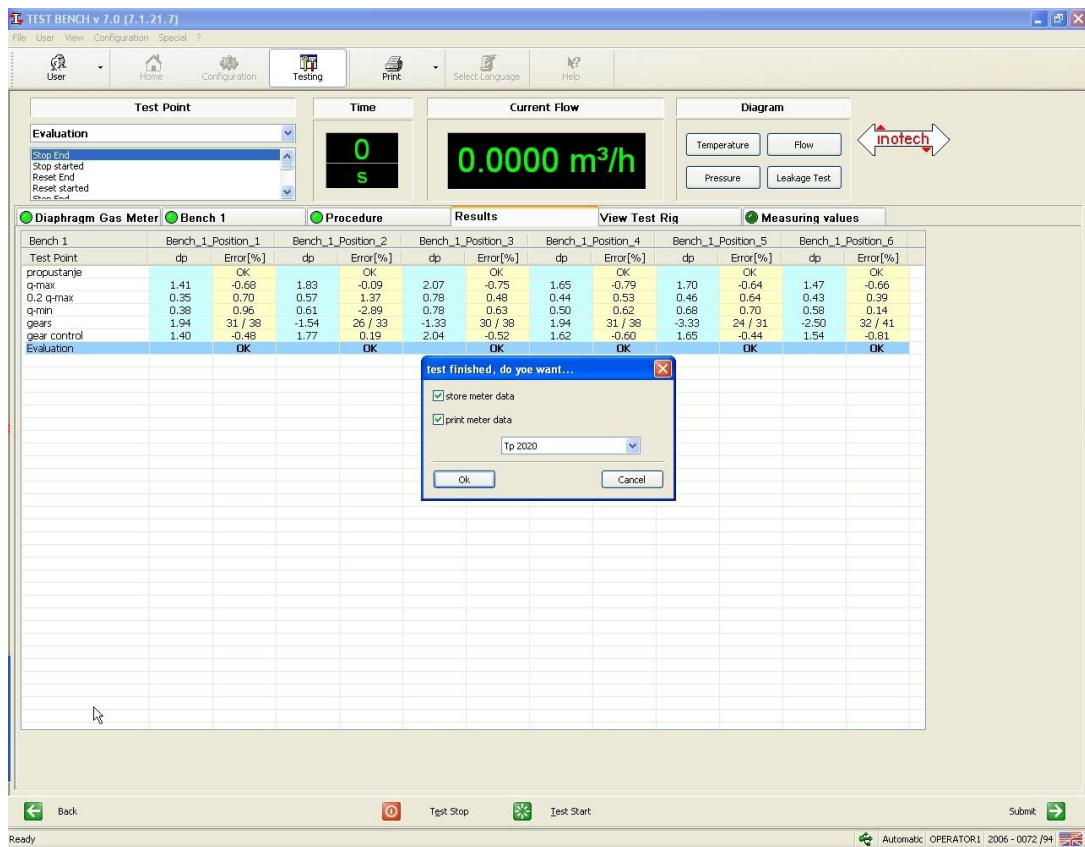 TEST BENCH v 7.0 (7.1.21.7)
File User View Configuration Special ?
User Home Configuration Testing Print Select Language Help
Test Point Time Current Flow Diagram
Evaluation
Stop End
Stop started
Reset End
Reset started
Stop End
0
s
0.0000 m³/h
Temperature Flow
Pressure Leakage Test
inotech
Diaphragm Gas Meter Bench 1 Procedure Results View Test Rig Measuring values
Bench 1 Bench_1_Position_1 Bench_1_Position_2 Bench_1_Position_3 Bench_1_Position_4 Bench_1_Position_5 Bench_1_Position_6
Test Point dp Error[%] dp Error[%] dp Error[%] dp Error[%] dp Error[%] dp Error[%]
propustanje OK OK OK OK OK OK
q-max 1.41 -0.68 1.83 -0.09 2.07 -0.75 1.65 -0.79 1.70 -0.64 1.47 -0.66
0.2 q-max 0.35 0.70 0.57 1.37 0.78 0.48 0.44 0.53 0.46 0.64 0.43 0.39
q-min 0.38 0.96 0.61 -2.89 0.78 0.63 0.50 0.62 0.68 0.70 0.58 0.14
gears 1.94 31 / 38 -1.54 26 / 33 -1.33 30 / 38 1.94 31 / 38 -3.33 24 / 31 -2.50 32 / 41
gear control 1.40 -0.48 1.77 0.19 2.04 -0.52 1.62 -0.60 1.65 -0.44 1.54 -0.81
Evaluation OK OK OK OK OK OK
test finished, do yoe want...
store meter data
print meter data
Tp 2020
Ok Cancel
Back Test Stop Test Start Submit
Ready Automatic OPERATOR1 2006 - 0072 /94